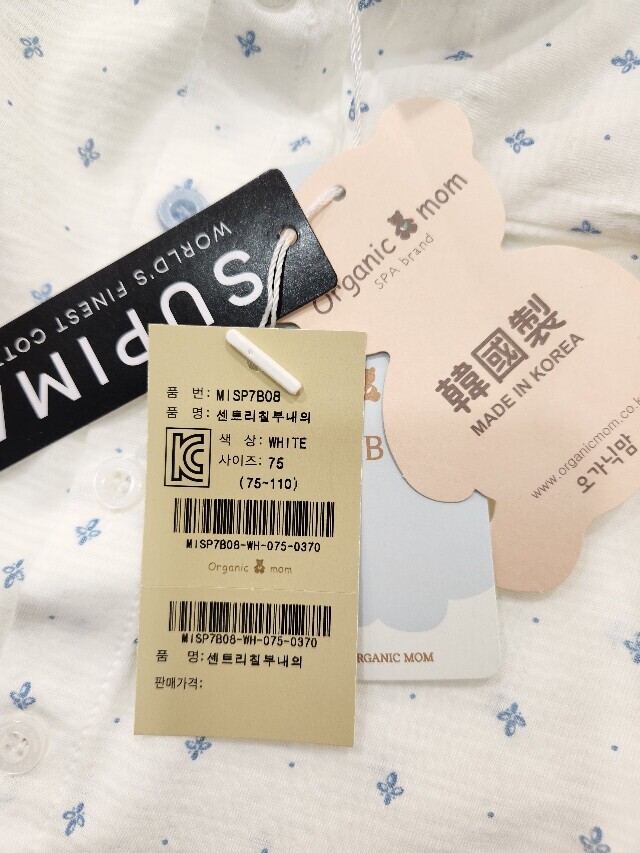 SUPIMA
WORLD'S FINEST
Organic mom
SPA brand
韓國製
MADE IN KOREA
www.organicmom.co.k
오가닉맘
품 번: MISP7B08
품 명: 센트리칠부내의
색 상: WHITE
사이즈: 75
(75-110)
MISP7B08-WH-075-0370
Organic mom
MISP7B08-WH-075-0370
품 명: 센트리칠부내의
판매가격:
B
RGANIC MOM